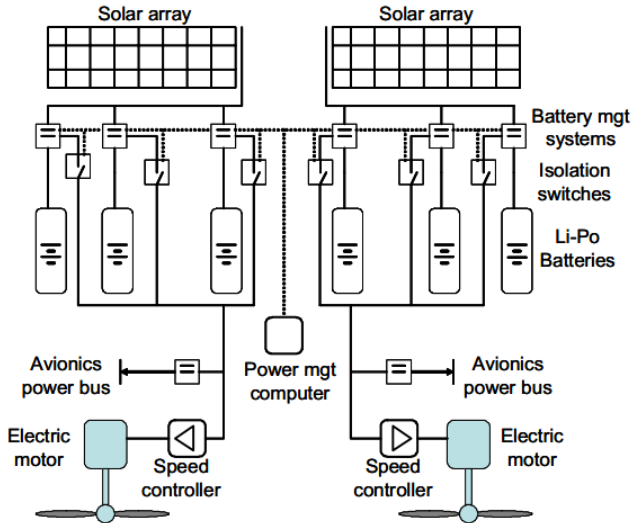 Solar array
Solar array
Battery mgt
systems
Isolation
switches
Li-Po
Batteries
Avionics
power bus
Power mgt
computer
Avionics
power bus
Electric
motor
Speed
controller
Speed
controller
Electric
motor